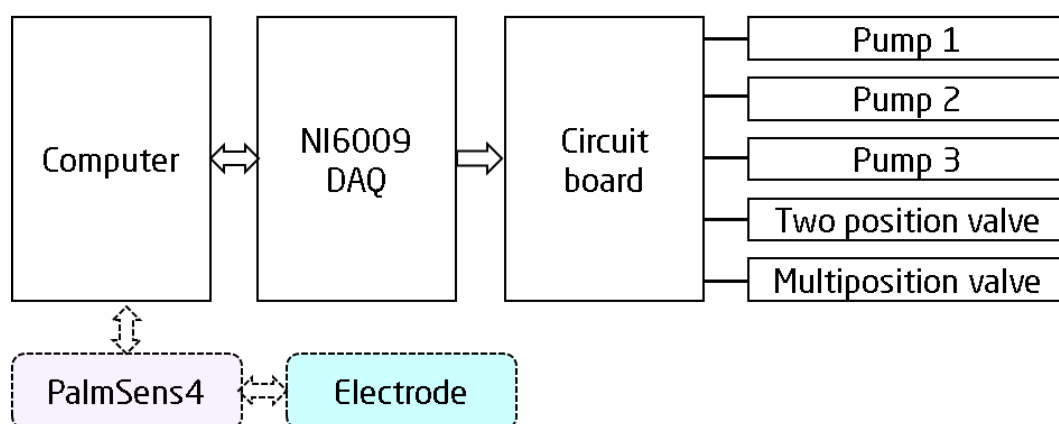 Computer
NI6009
DAQ
Circuit
board
Pump 1
Pump 2
Pump 3
Two position valve
Multiposition valve
PalmSens4
Electrode